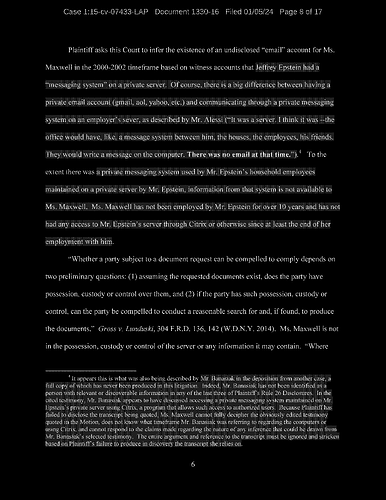 Case 1:15-cv-07433-LAP Document 1330-16 Filed 01/05/24 Page 8 of 17
Plaintiff asks this Court to infer the existence of an undisclosed "email" account for Ms.
Maxwell in the 2000-2002 timeframe based on witness accounts that Jeffrey Epstein had a
"messaging system" on a private server. Of course, there is a big difference between having a
private email account (gmail, aol, yahoo, etc.) and communicating through a private messaging
system on an employer's sever, as described by Mr. Alessi ("It was a server. I think it was --the
office would have, like, a message system between him, the houses, the employees, his friends.
They would write a message on the computer. There was no email at that time.").4 To the
extent there was a private messaging system used by Mr. Epstein's household employees
maintained on a private server by Mr. Epstein, information from that system is not available to
Ms. Maxwell. Ms. Maxwell has not been employed by Mr. Epstein for over 10 years and has not
had any access to Mr. Epstein's server through Citrix or otherwise since at least the end of her
employment with him.
"Whether a party subject to a document request can be compelled to comply depends on
two preliminary questions: (1) assuming the requested documents exist, does the party have
possession, custody or control over them, and (2) if the party has such possession, custody or
control, can the party be compelled to conduct a reasonable search for and, if found, to produce
the documents." Gross v. Lunduski, 304 F.R.D. 136, 142 (W.D.N.Y. 2014). Ms. Maxwell is not
in the possession, custody or control of the server or any information it may contain. "Where
4 It appears this is what was also being described by Mr. Banasiak in the deposition from another case, a
full copy of which has never been produced in this litigation. Indeed, Mr. Banasiak has not been identified as a
person with relevant or discoverable information in any of the last three of Plaintiff's Rule 26 Disclosures. In the
cited testimony, Mr. Banasiak appears to have discussed accessing a private messaging system maintained on Mr.
Epstein's private server using Citrix, a program that allows such access to authorized users. Because Plaintiff has
failed to disclose the transcript being quoted, Ms. Maxwell cannot fully decipher the obviously edited testimony
quoted in the Motion, does not know what timeframe Mr. Banasiak was referring to regarding the computers or
using Citrix, and cannot respond to the claims made regarding the nature of any inference that could be drawn from
Mr. Banasiak's selected testimony. The entire argument and reference to the transcript must be ignored and stricken
based on Plaintiff's failure to produce in discovery the transcript she relies on.
6